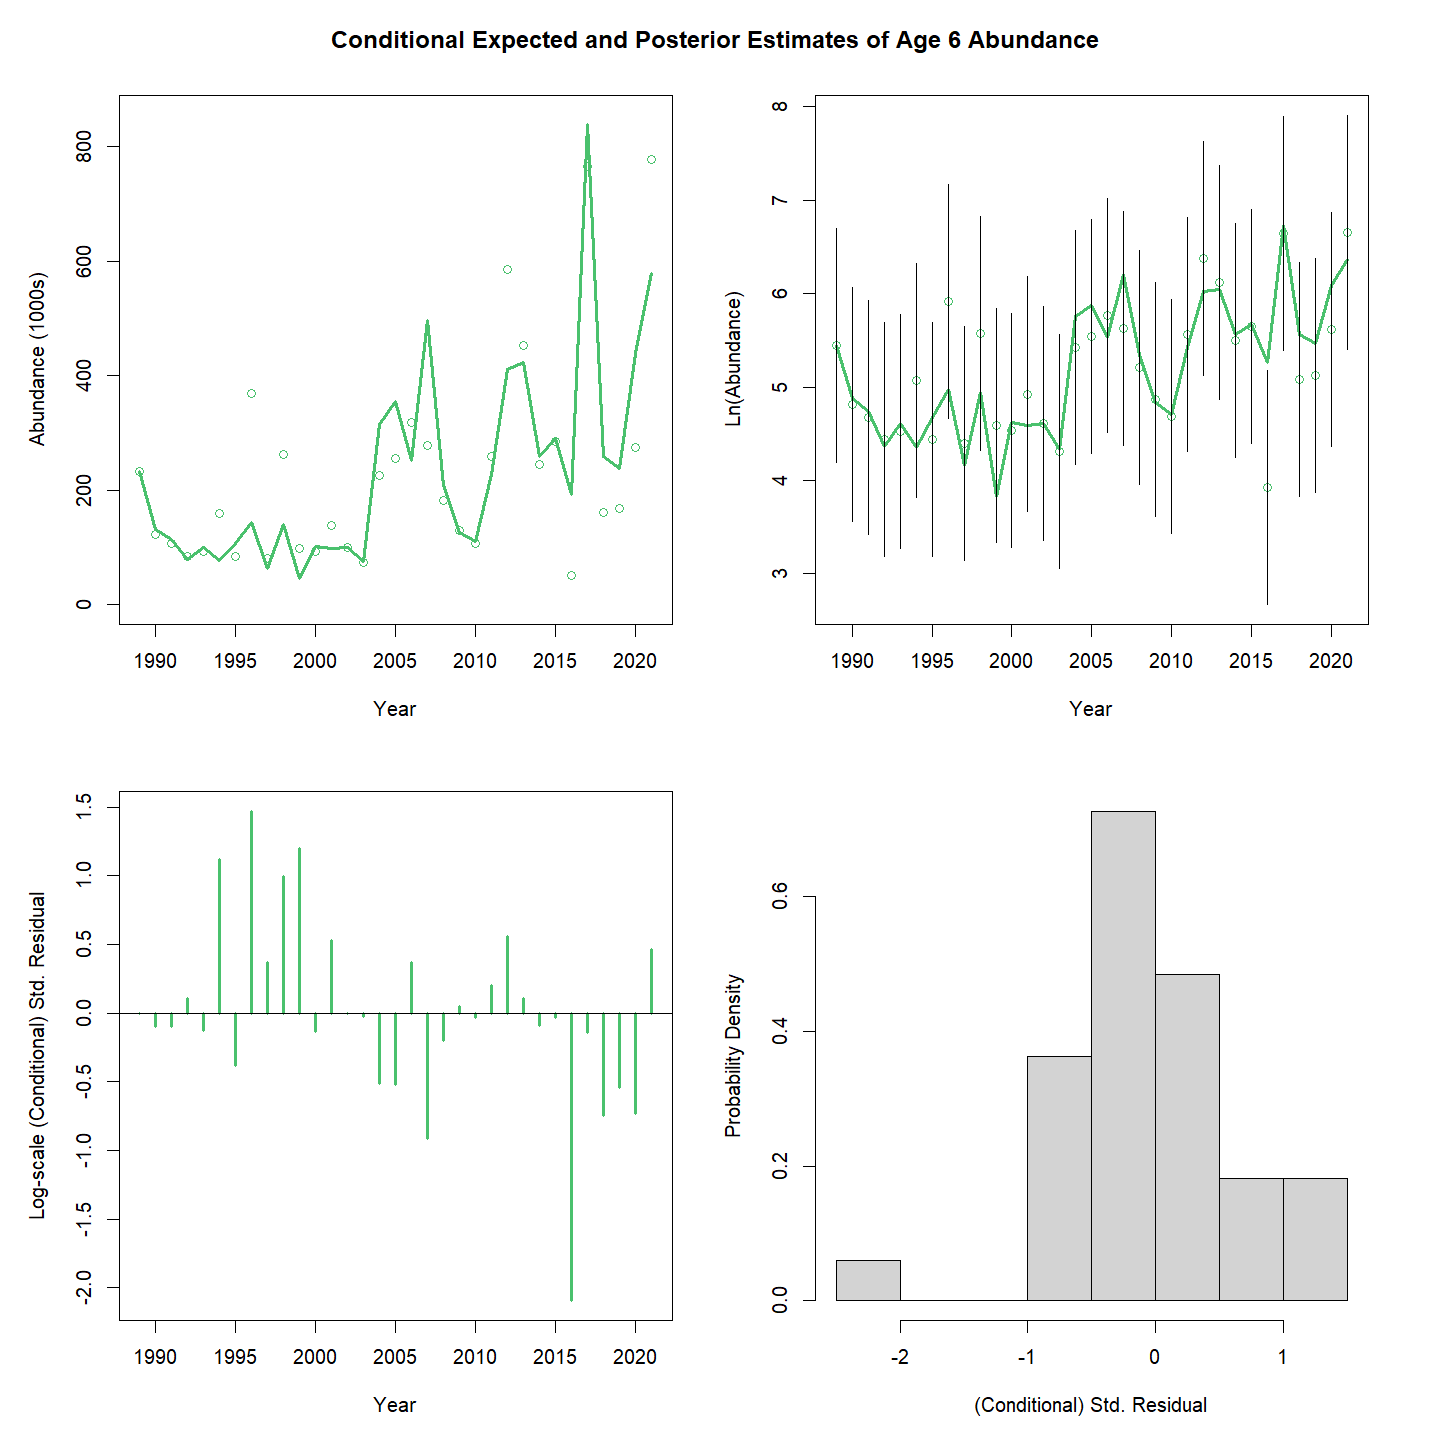 Conditional Expected and Posterior Estimates of Age 6 Abundance
Abundance (1000s)
0 200 400 600 800
1990 1995 2000 2005 2010 2015 2020
Year
Ln(Abundance)
3 4 5 6 7 8
1990 1995 2000 2005 2010 2015 2020
Year
Log-scale (Conditional) Std. Residual
-2.0 -1.5 -1.0 -0.5 0.0 0.5 1.0 1.5
1990 1995 2000 2005 2010 2015 2020
Year
Probability Density
0.0 0.2 0.4 0.6
-2 -1 0 1
(Conditional) Std. Residual